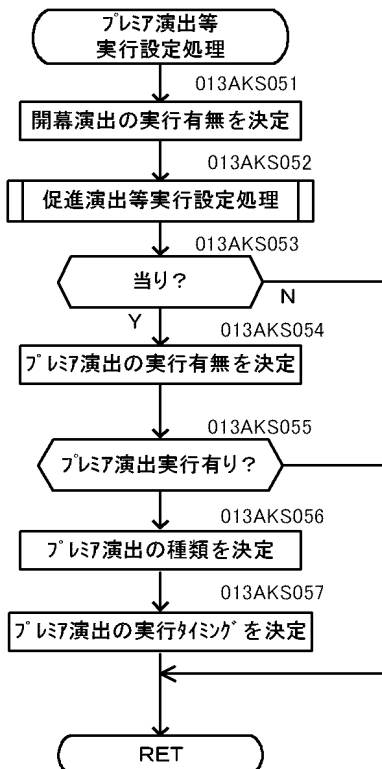 プレミア演出等
実行設定処理
013AKS051
開幕演出の実行有無を決定
013AKS052
促進演出等実行設定処理
013AKS053
当り？
N
Y
013AKS054
プレミア演出の実行有無を決定
013AKS055
プレミア演出実行有り？
013AKS056
プレミア演出の種類を決定
013AKS057
プレミア演出の実行タイミングを決定
RET